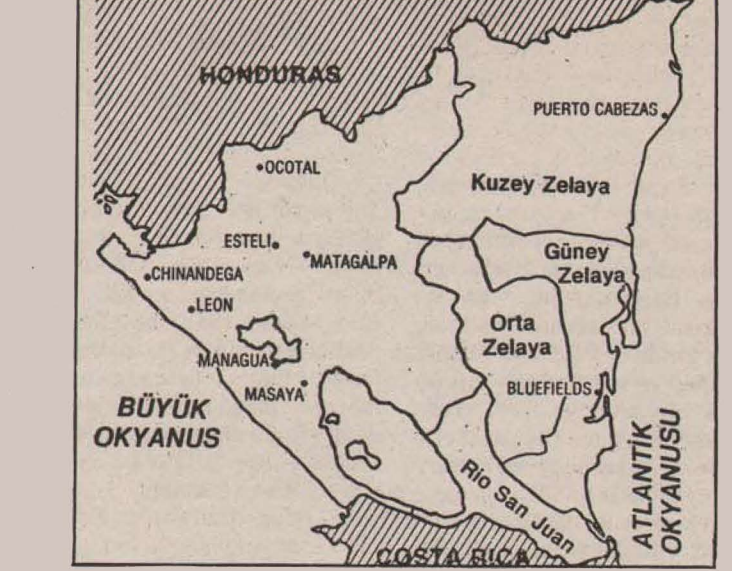 HONDURAS
PUERTO CABEZAS
OCOTAL
Kuzey Zelaya
ESTELI
MATAGALPA
Güney
Zelaya
CHINANDEGA
LEON
Orta
Zelaya
MANAGUA
MASAYA
BLUEFIELDS
BÜYÜK
OKYANUS
ATLANTİK
OKYANUSU
Rio San Juan
COSTA RICA